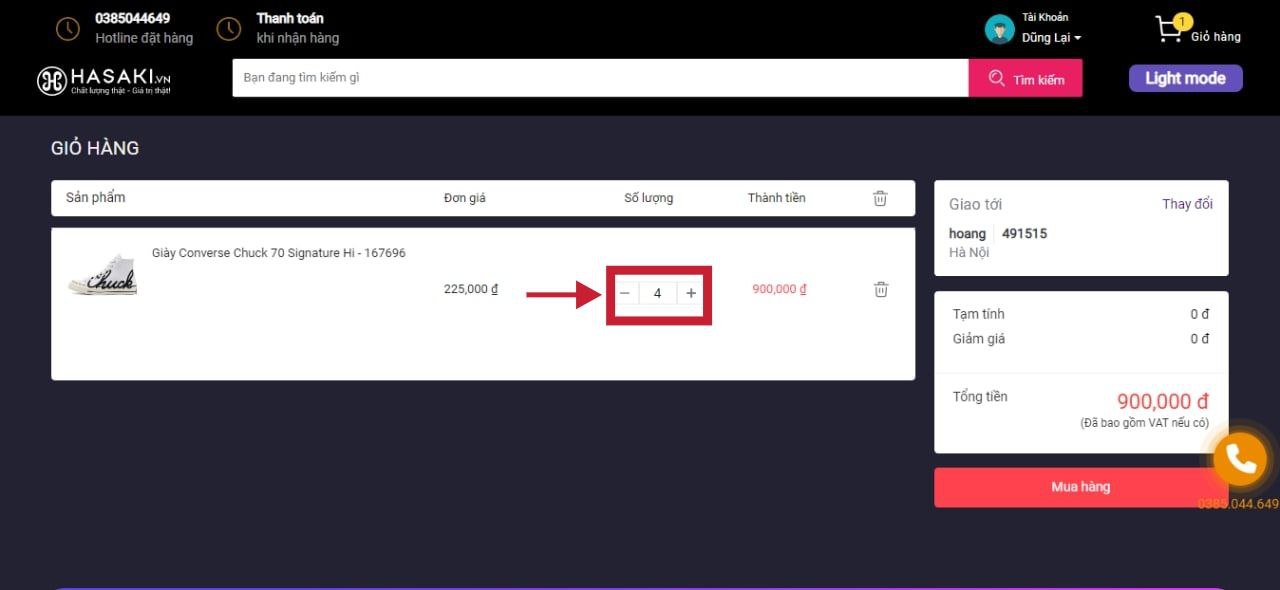 0385044649
Hotline đặt hàng
Thanh toán
khi nhận hàng
Tài Khoản
Dũng Lại
1
Giỏ hàng
HASAKI.VN
Chất lượng thật - Giá trị thật!
Bạn đang tìm kiếm gì
Tìm kiếm
Light mode
GIỎ HÀNG
Sản phẩm Đơn giá Số lượng Thành tiền
Giày Converse Chuck 70 Signature Hi - 167696
Chuck
225,000 ₫ − 4 + 900,000 ₫
Giao tới Thay đổi
hoang 491515
Hà Nội
Tạm tính 0 đ
Giảm giá 0 đ
Tổng tiền 900,000 đ
(Đã bao gồm VAT nếu có)
Mua hàng
0385.044.649